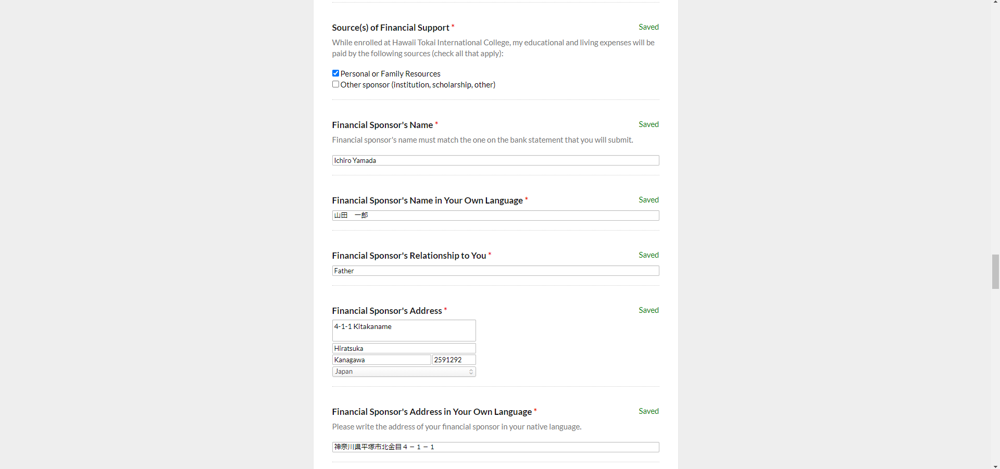 Source(s) of Financial Support *
Saved
While enrolled at Hawaii Tokai International College, my educational and living expenses will be
paid by the following sources (check all that apply):
Personal or Family Resources
Other sponsor (institution, scholarship, other)
Financial Sponsor's Name *
Saved
Financial sponsor's name must match the one on the bank statement that you will submit.
Ichiro Yamada
Financial Sponsor's Name in Your Own Language *
Saved
山田　一郎
Financial Sponsor's Relationship to You *
Saved
Father
Financial Sponsor's Address *
Saved
4-1-1 Kitakaname
Hiratsuka
Kanagawa 2591292
Japan
Financial Sponsor's Address in Your Own Language *
Saved
Please write the address of your financial sponsor in your native language.
神奈川県平塚市北金目４－１－１